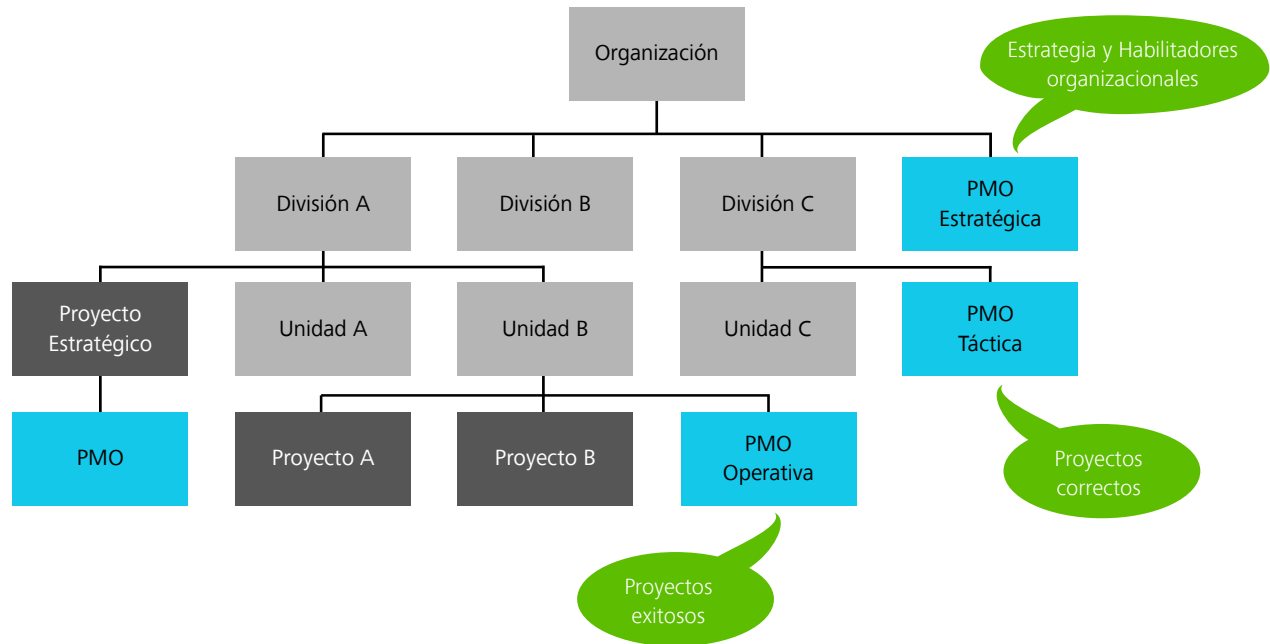 Organización
Estrategia y Habilitadores
organizacionales
División A
División B
División C
PMO
Estratégica
Proyecto
Estratégico
Unidad A
Unidad B
Unidad C
PMO
Táctica
PMO
Proyecto A
Proyecto B
PMO
Operativa
Proyectos
correctos
Proyectos
exitosos